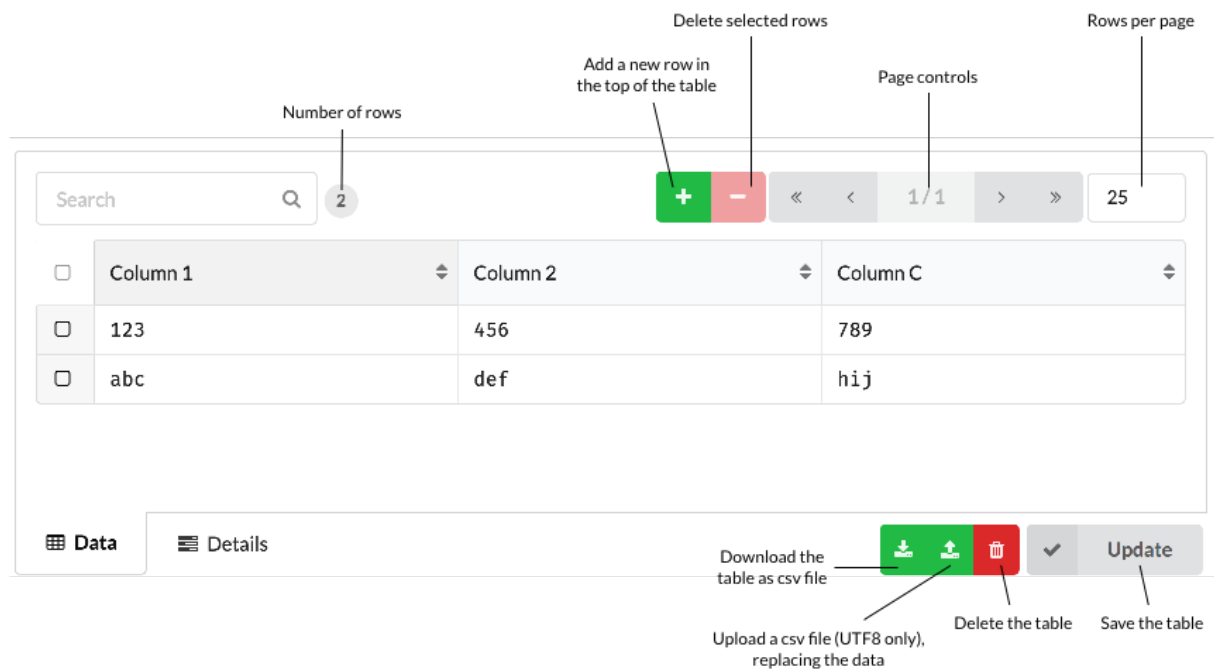 Delete selected rows
Rows per page
Add a new row in
the top of the table
Page controls
Number of rows
Search
2
1 / 1
25
Column 1
Column 2
Column C
123
456
789
abc
def
hij
Data
Details
Update
Download the
table as csv file
Delete the table
Save the table
Upload a csv file (UTF8 only),
replacing the data